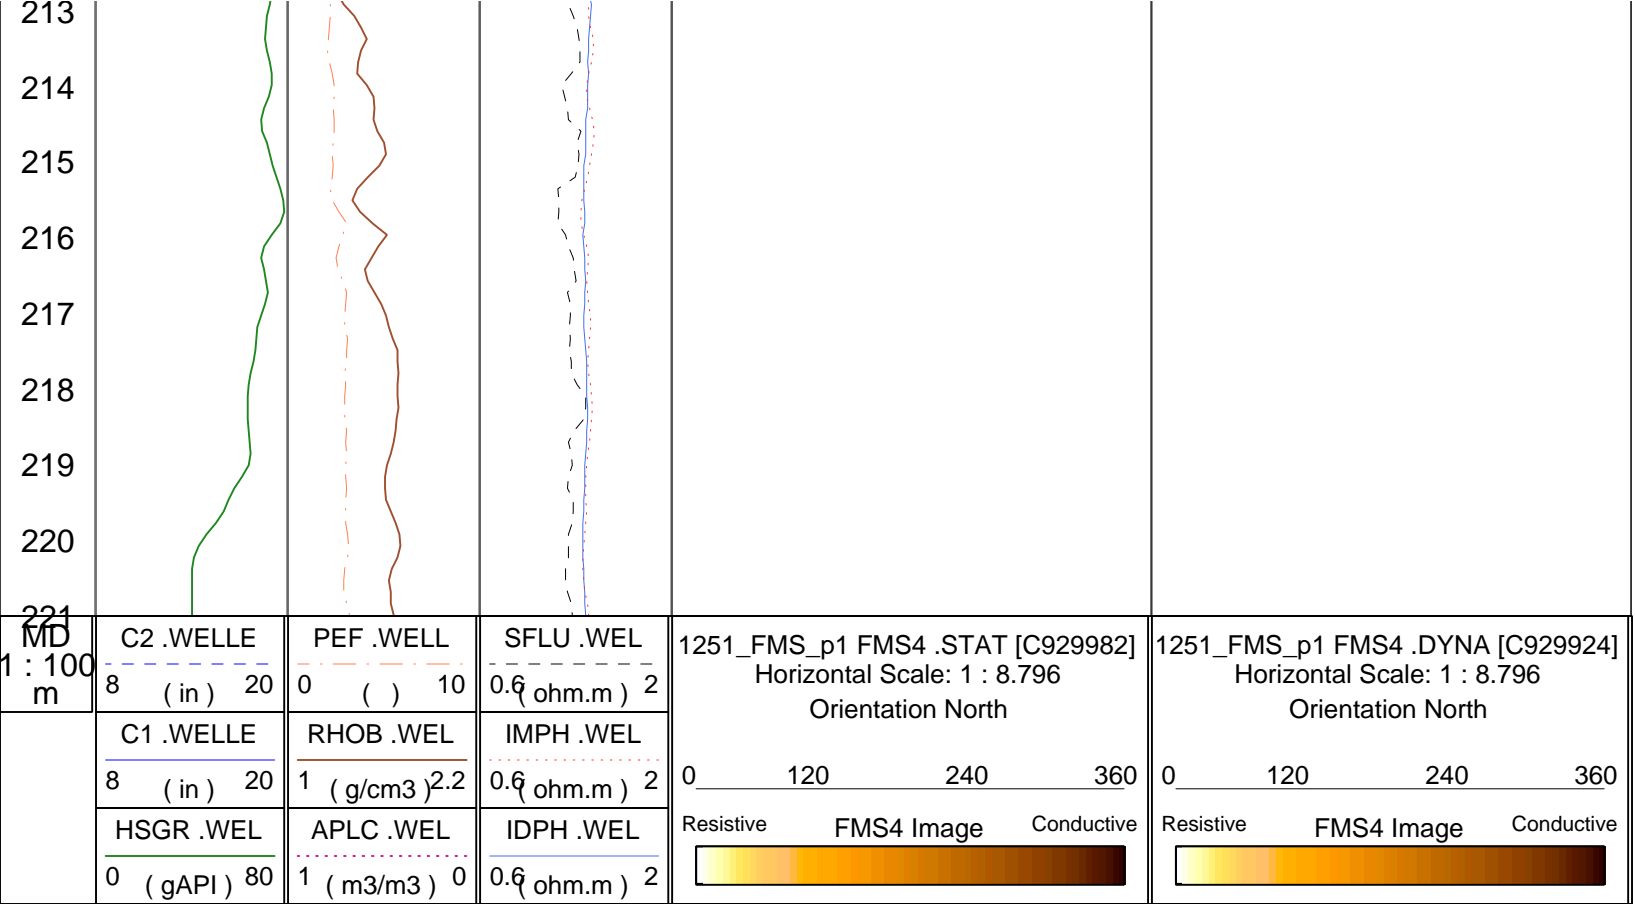 213
214
215
216
217
218
219
220
221
MD
1 : 100
m
C2 .WELLE
8 ( in ) 20
C1 .WELLE
8 ( in ) 20
HSGR .WEL
0 ( gAPI ) 80
PEF .WELL
0 ( ) 10
RHOB .WEL
1 ( g/cm3 ) 2.2
APLC .WEL
1 ( m3/m3 ) 0
SFLU .WEL
0.6 ( ohm.m ) 2
IMPH .WEL
0.6 ( ohm.m ) 2
IDPH .WEL
0.6 ( ohm.m ) 2
1251_FMS_p1 FMS4 .STAT [C929982]
Horizontal Scale: 1 : 8.796
Orientation North
0 120 240 360
Resistive FMS4 Image Conductive
1251_FMS_p1 FMS4 .DYNA [C929924]
Horizontal Scale: 1 : 8.796
Orientation North
0 120 240 360
Resistive FMS4 Image Conductive